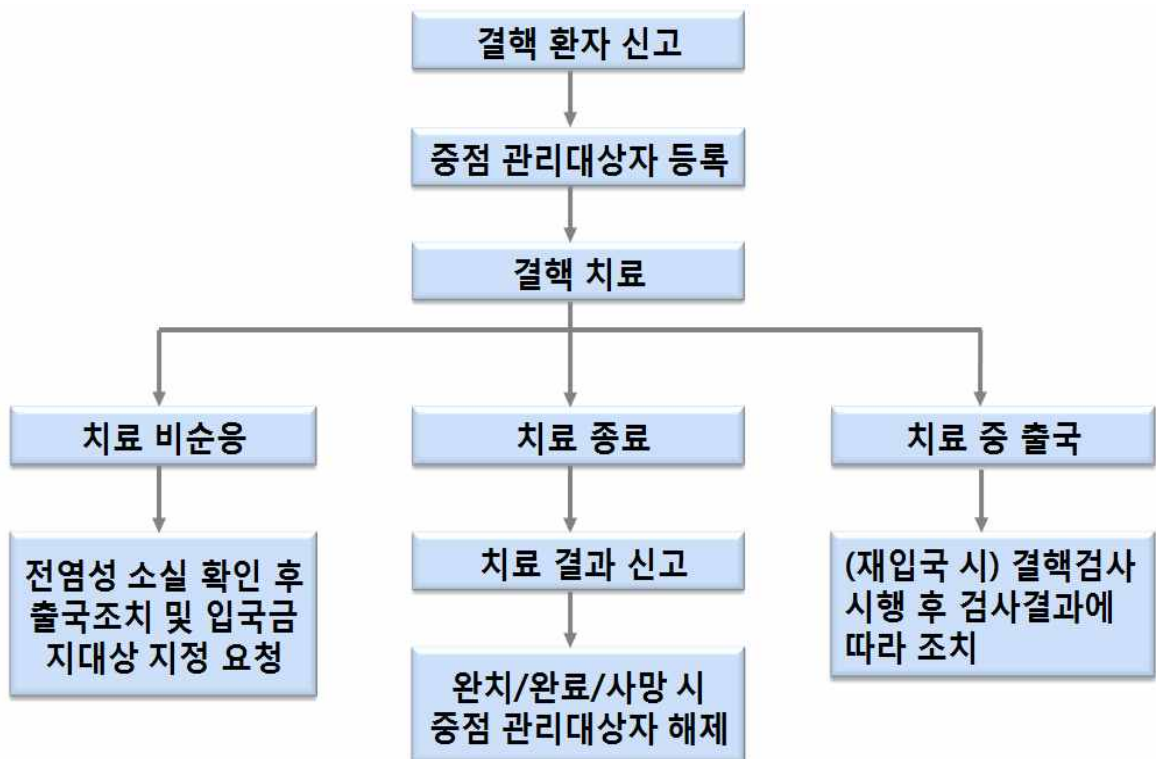 결핵 환자 신고
중점 관리대상자 등록
결핵 치료
치료 비순응
치료 종료
치료 중 출국
전염성 소실 확인 후
출국조치 및 입국금
지대상 지정 요청
치료 결과 신고
(재입국 시) 결핵검사
시행 후 검사결과에
따라 조치
완치/완료/사망 시
중점 관리대상자 해제